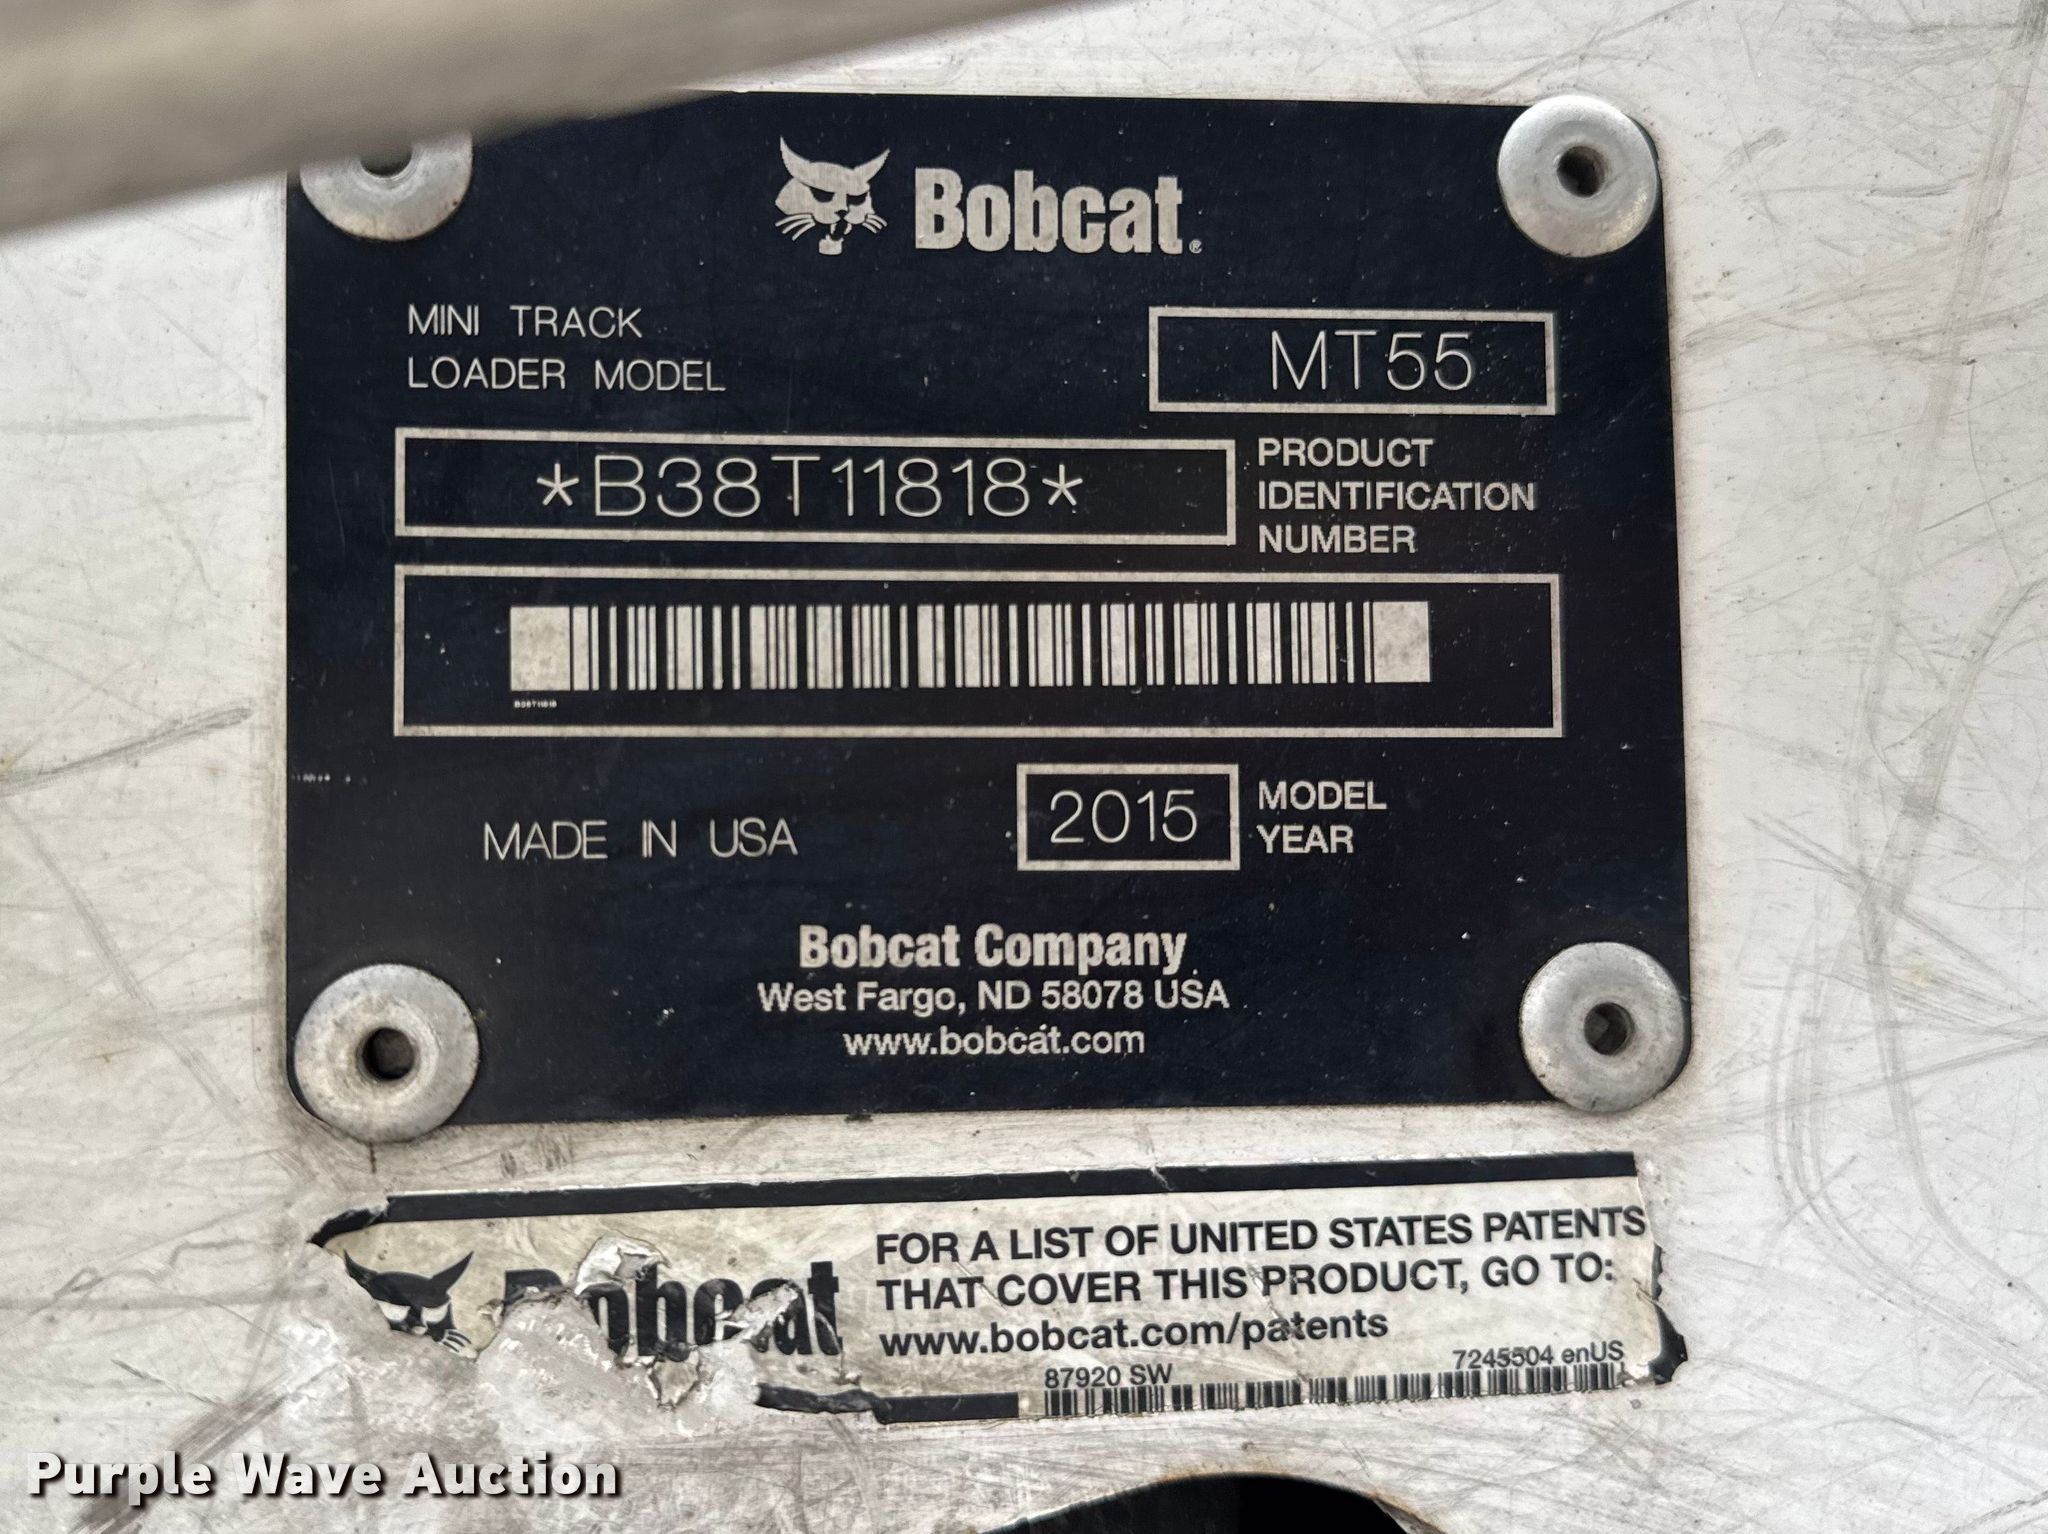 Bobcat®
MINI TRACK
LOADER MODEL
MT55
*B38T11818*
PRODUCT
IDENTIFICATION
NUMBER
B38T11818
MADE IN USA
2015
MODEL
YEAR
Bobcat Company
West Fargo, ND 58078 USA
www.bobcat.com
Bobcat
FOR A LIST OF UNITED STATES PATENTS
THAT COVER THIS PRODUCT, GO TO:
www.bobcat.com/patents
87920 SW
7245504 enUS
Purple Wave Auction